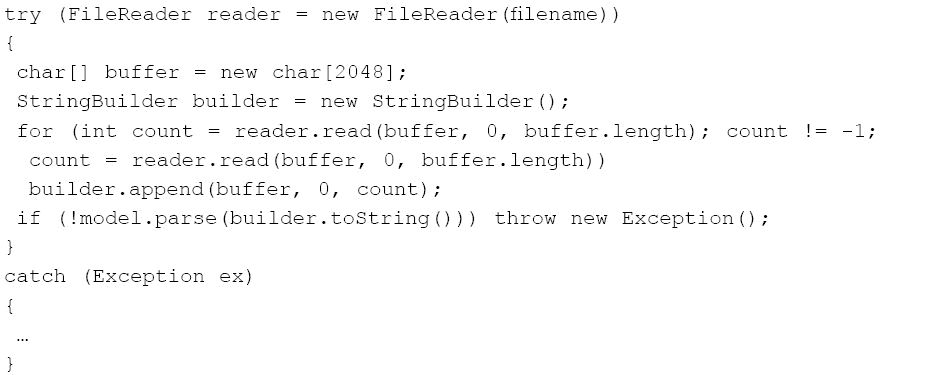 try (FileReader reader = new FileReader(filename))
{
char[] buffer = new char[2048];
StringBuilder builder = new StringBuilder();
for (int count = reader.read(buffer, 0, buffer.length); count != -1;
count = reader.read(buffer, 0, buffer.length))
builder.append(buffer, 0, count);
if (!model.parse(builder.toString())) throw new Exception();
}
catch (Exception ex)
{
…
}